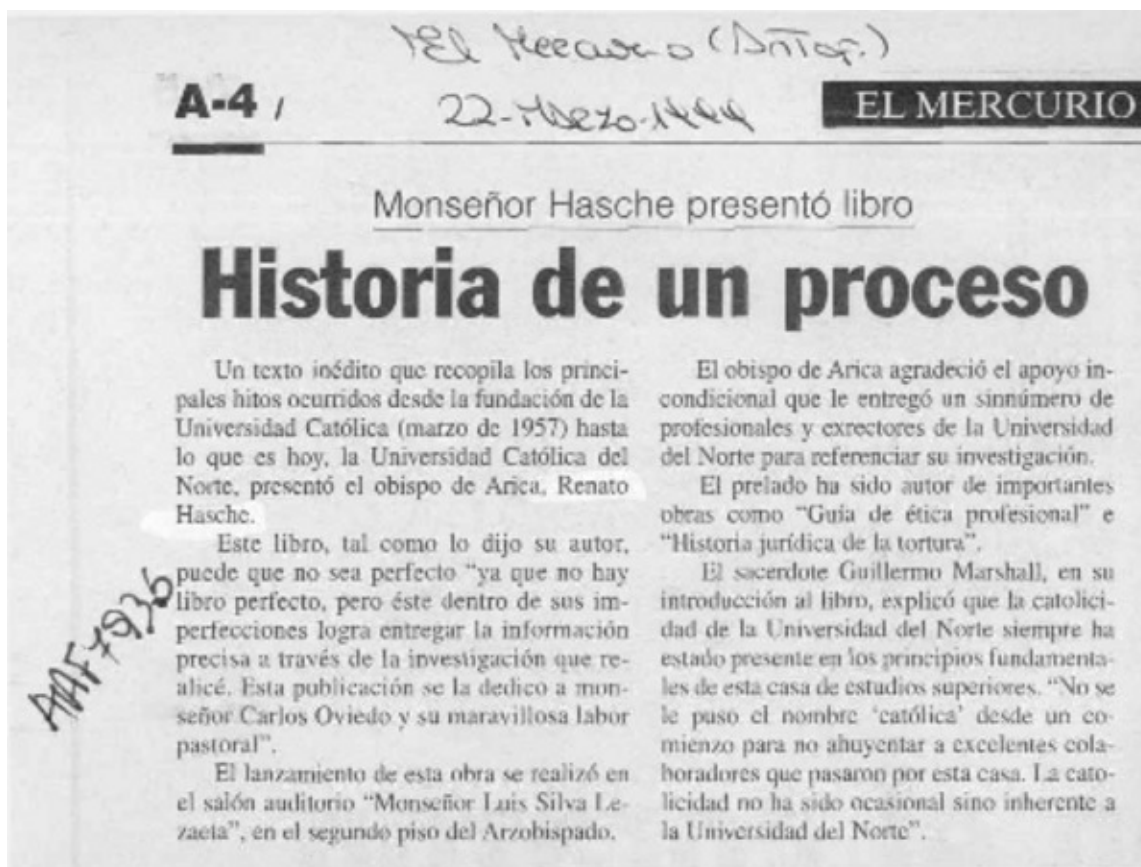 El Mercurio (Antof.)
A-4 /
22-Marzo-1999
EL MERCURIO
Monseñor Hasche presentó libro
Historia de un proceso
Un texto inédito que recopila los princi-
pales hitos ocurridos desde la fundación de la
Universidad Católica (marzo de 1957) hasta
lo que es hoy, la Universidad Católica del
Norte, presentó el obispo de Arica, Renato
Hasche.
Este libro, tal como lo dijo su autor,
puede que no sea perfecto “ya que no hay
libro perfecto, pero éste dentro de sus im-
perfecciones logra entregar la información
precisa a través de la investigación que re-
alicé. Esta publicación se la dedico a mon-
señor Carlos Oviedo y su maravillosa labor
pastoral”.
El lanzamiento de esta obra se realizó en
el salón auditorio “Monseñor Luis Silva Le-
zaeta”, en el segundo piso del Arzobispado.
El obispo de Arica agradeció el apoyo in-
condicional que le entregó un sinnúmero de
profesionales y exrectores de la Universidad
del Norte para referenciar su investigación.
El prelado ha sido autor de importantes
obras como “Guía de ética profesional” e
“Historia jurídica de la tortura”.
El sacerdote Guillermo Marshall, en su
introducción al libro, explicó que la catolici-
dad de la Universidad del Norte siempre ha
estado presente en los principios fundamenta-
les de esta casa de estudios superiores. “No se
le puso el nombre ‘católica’ desde un co-
mienzo para no ahuyentar a excelentes cola-
boradores que pasaron por esta casa. La cato-
licidad no ha sido ocasional sino inherente a
la Universidad del Norte”.
AAF7936